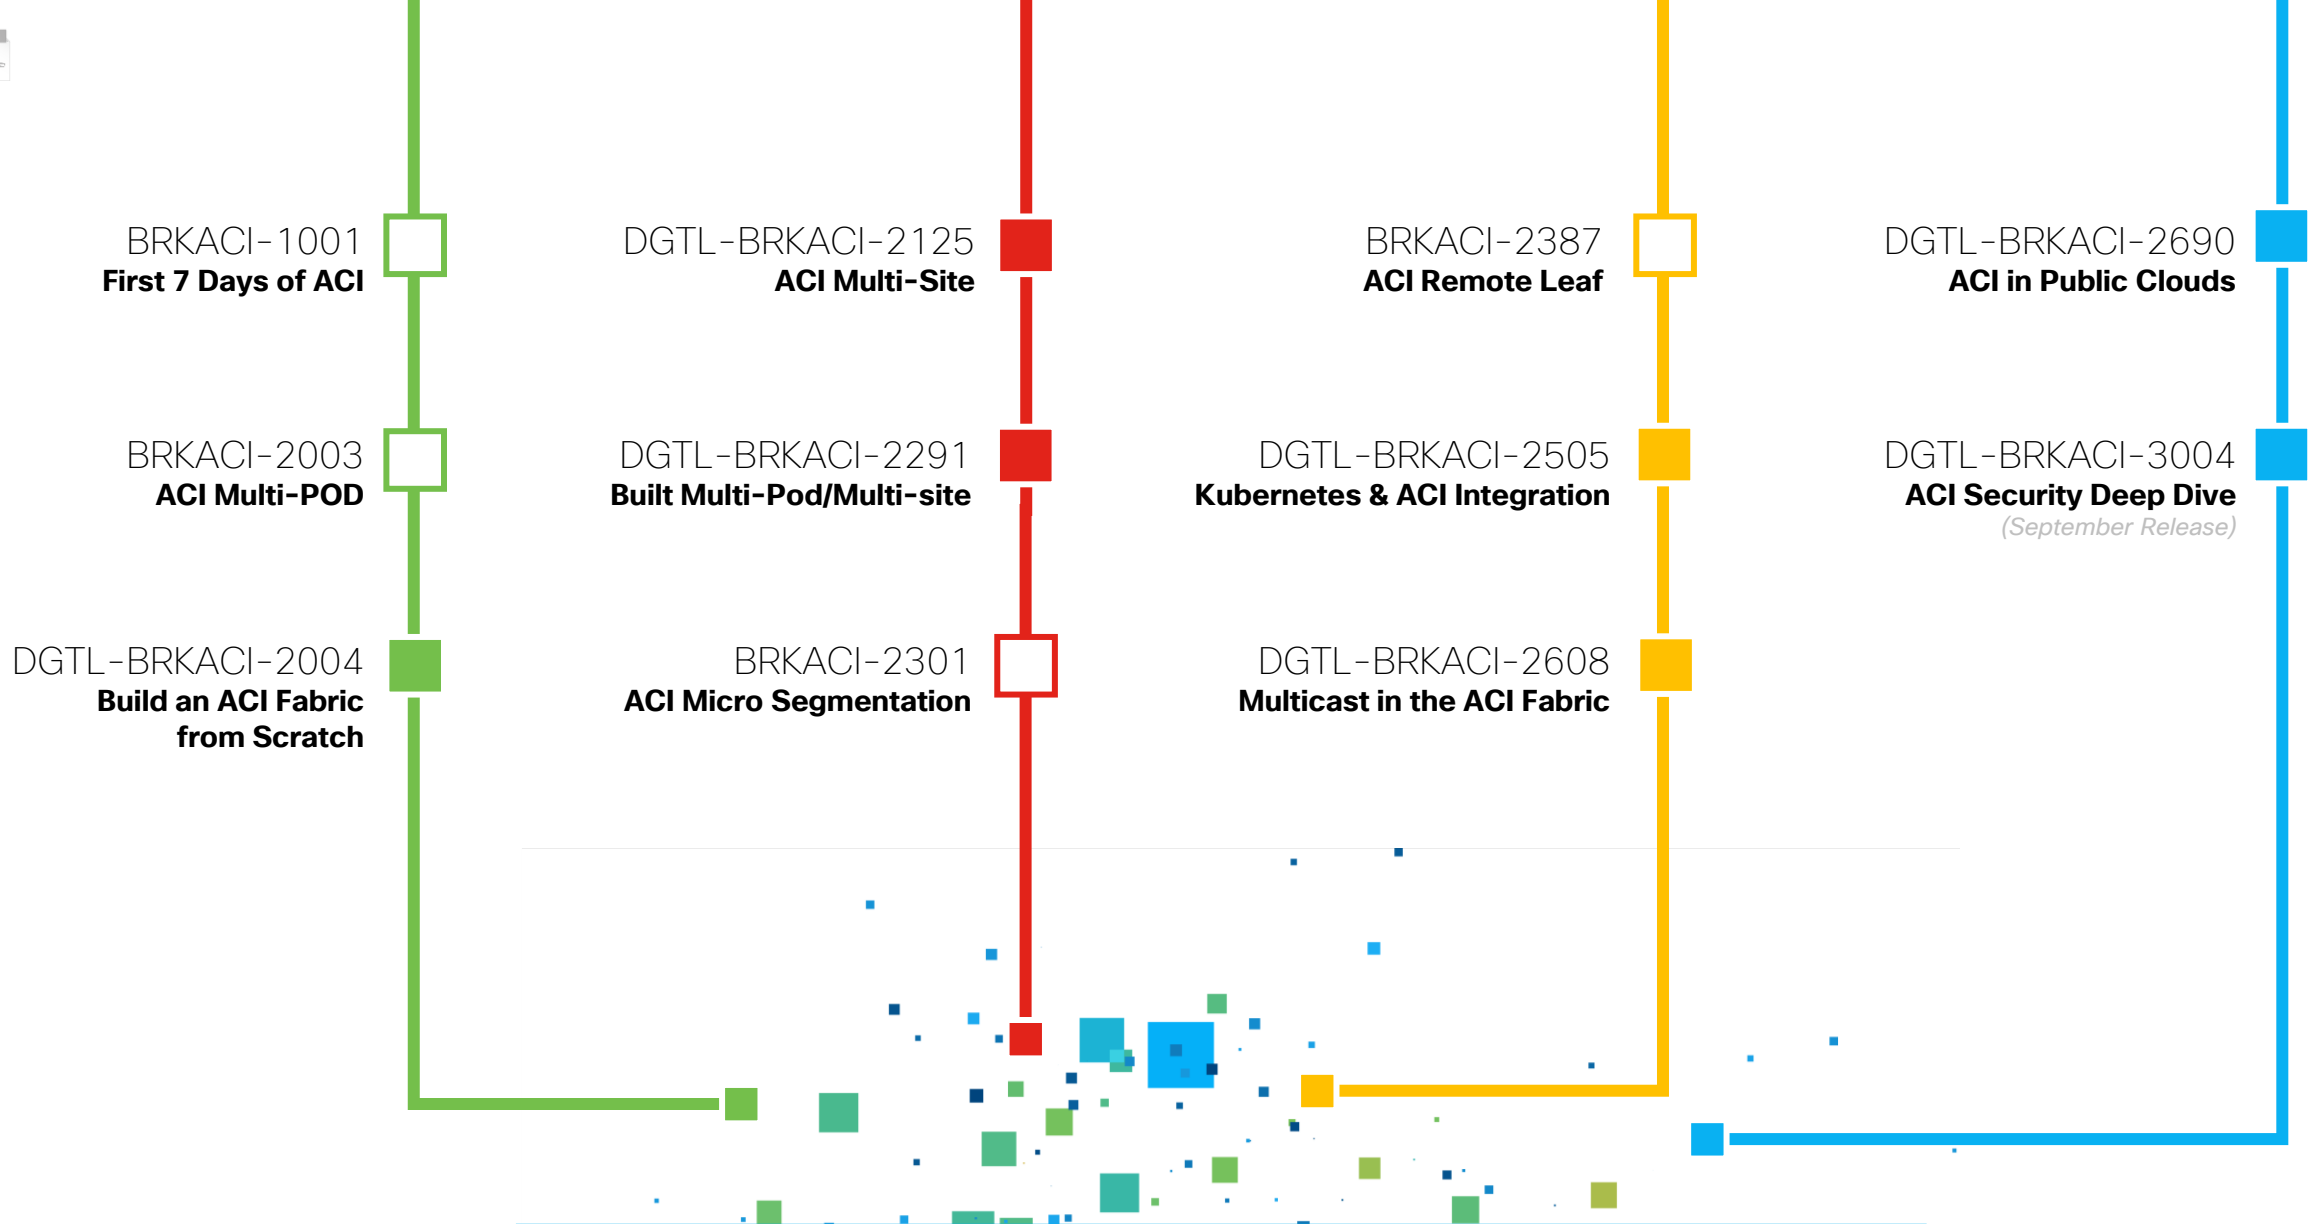 BRKACI-1001
First 7 Days of ACI
BRKACI-2003
ACI Multi-POD
DGTL-BRKACI-2004
Build an ACI Fabric
from Scratch
DGTL-BRKACI-2125
ACI Multi-Site
DGTL-BRKACI-2291
Built Multi-Pod/Multi-site
BRKACI-2301
ACI Micro Segmentation
BRKACI-2387
ACI Remote Leaf
DGTL-BRKACI-2505
Kubernetes & ACI Integration
DGTL-BRKACI-2608
Multicast in the ACI Fabric
DGTL-BRKACI-2690
ACI in Public Clouds
DGTL-BRKACI-3004
ACI Security Deep Dive
(September Release)